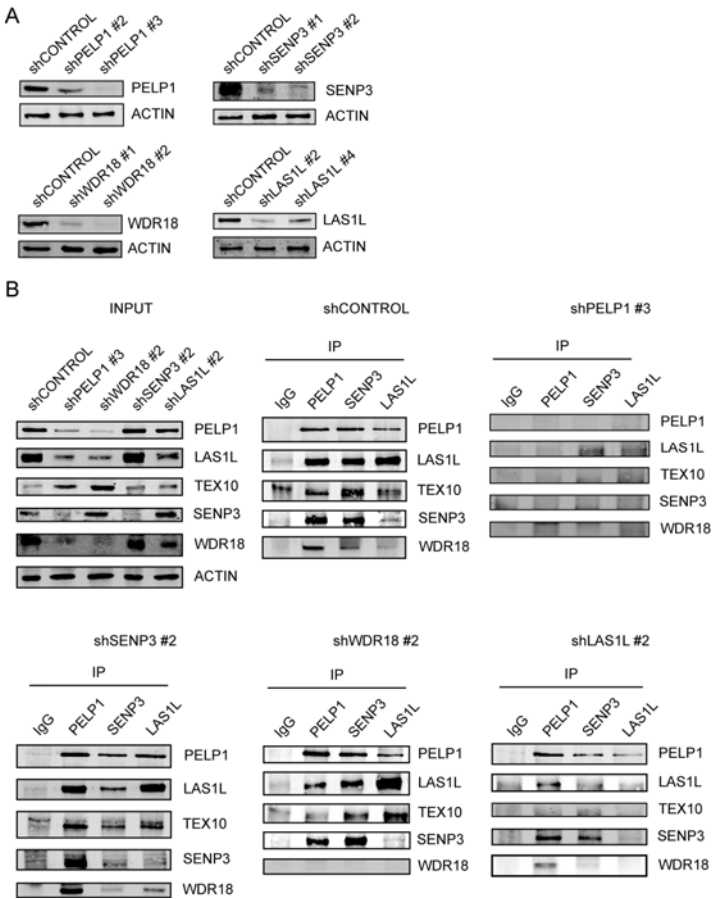 A
shCONTROL shPELP1 #2 shPELP1 #3
PELP1
ACTIN
shCONTROL shSENP3 #1 shSENP3 #2
SENP3
ACTIN
shCONTROL shWDR18 #1 shWDR18 #2
WDR18
ACTIN
shCONTROL shLAS1L #2 shLAS1L #4
LAS1L
ACTIN
B
INPUT
shCONTROL shPELP1 #3 shWDR18 #2 shSENP3 #2 shLAS1L #2
PELP1
LAS1L
TEX10
SENP3
WDR18
ACTIN
shCONTROL
IP
IgG PELP1 SENP3 LAS1L
PELP1
LAS1L
TEX10
SENP3
WDR18
shPELP1 #3
IP
IgG PELP1 SENP3 LAS1L
PELP1
LAS1L
TEX10
SENP3
WDR18
shSENP3 #2
IP
IgG PELP1 SENP3 LAS1L
PELP1
LAS1L
TEX10
SENP3
WDR18
shWDR18 #2
IP
IgG PELP1 SENP3 LAS1L
PELP1
LAS1L
TEX10
SENP3
WDR18
shLAS1L #2
IP
IgG PELP1 SENP3 LAS1L
PELP1
LAS1L
TEX10
SENP3
WDR18